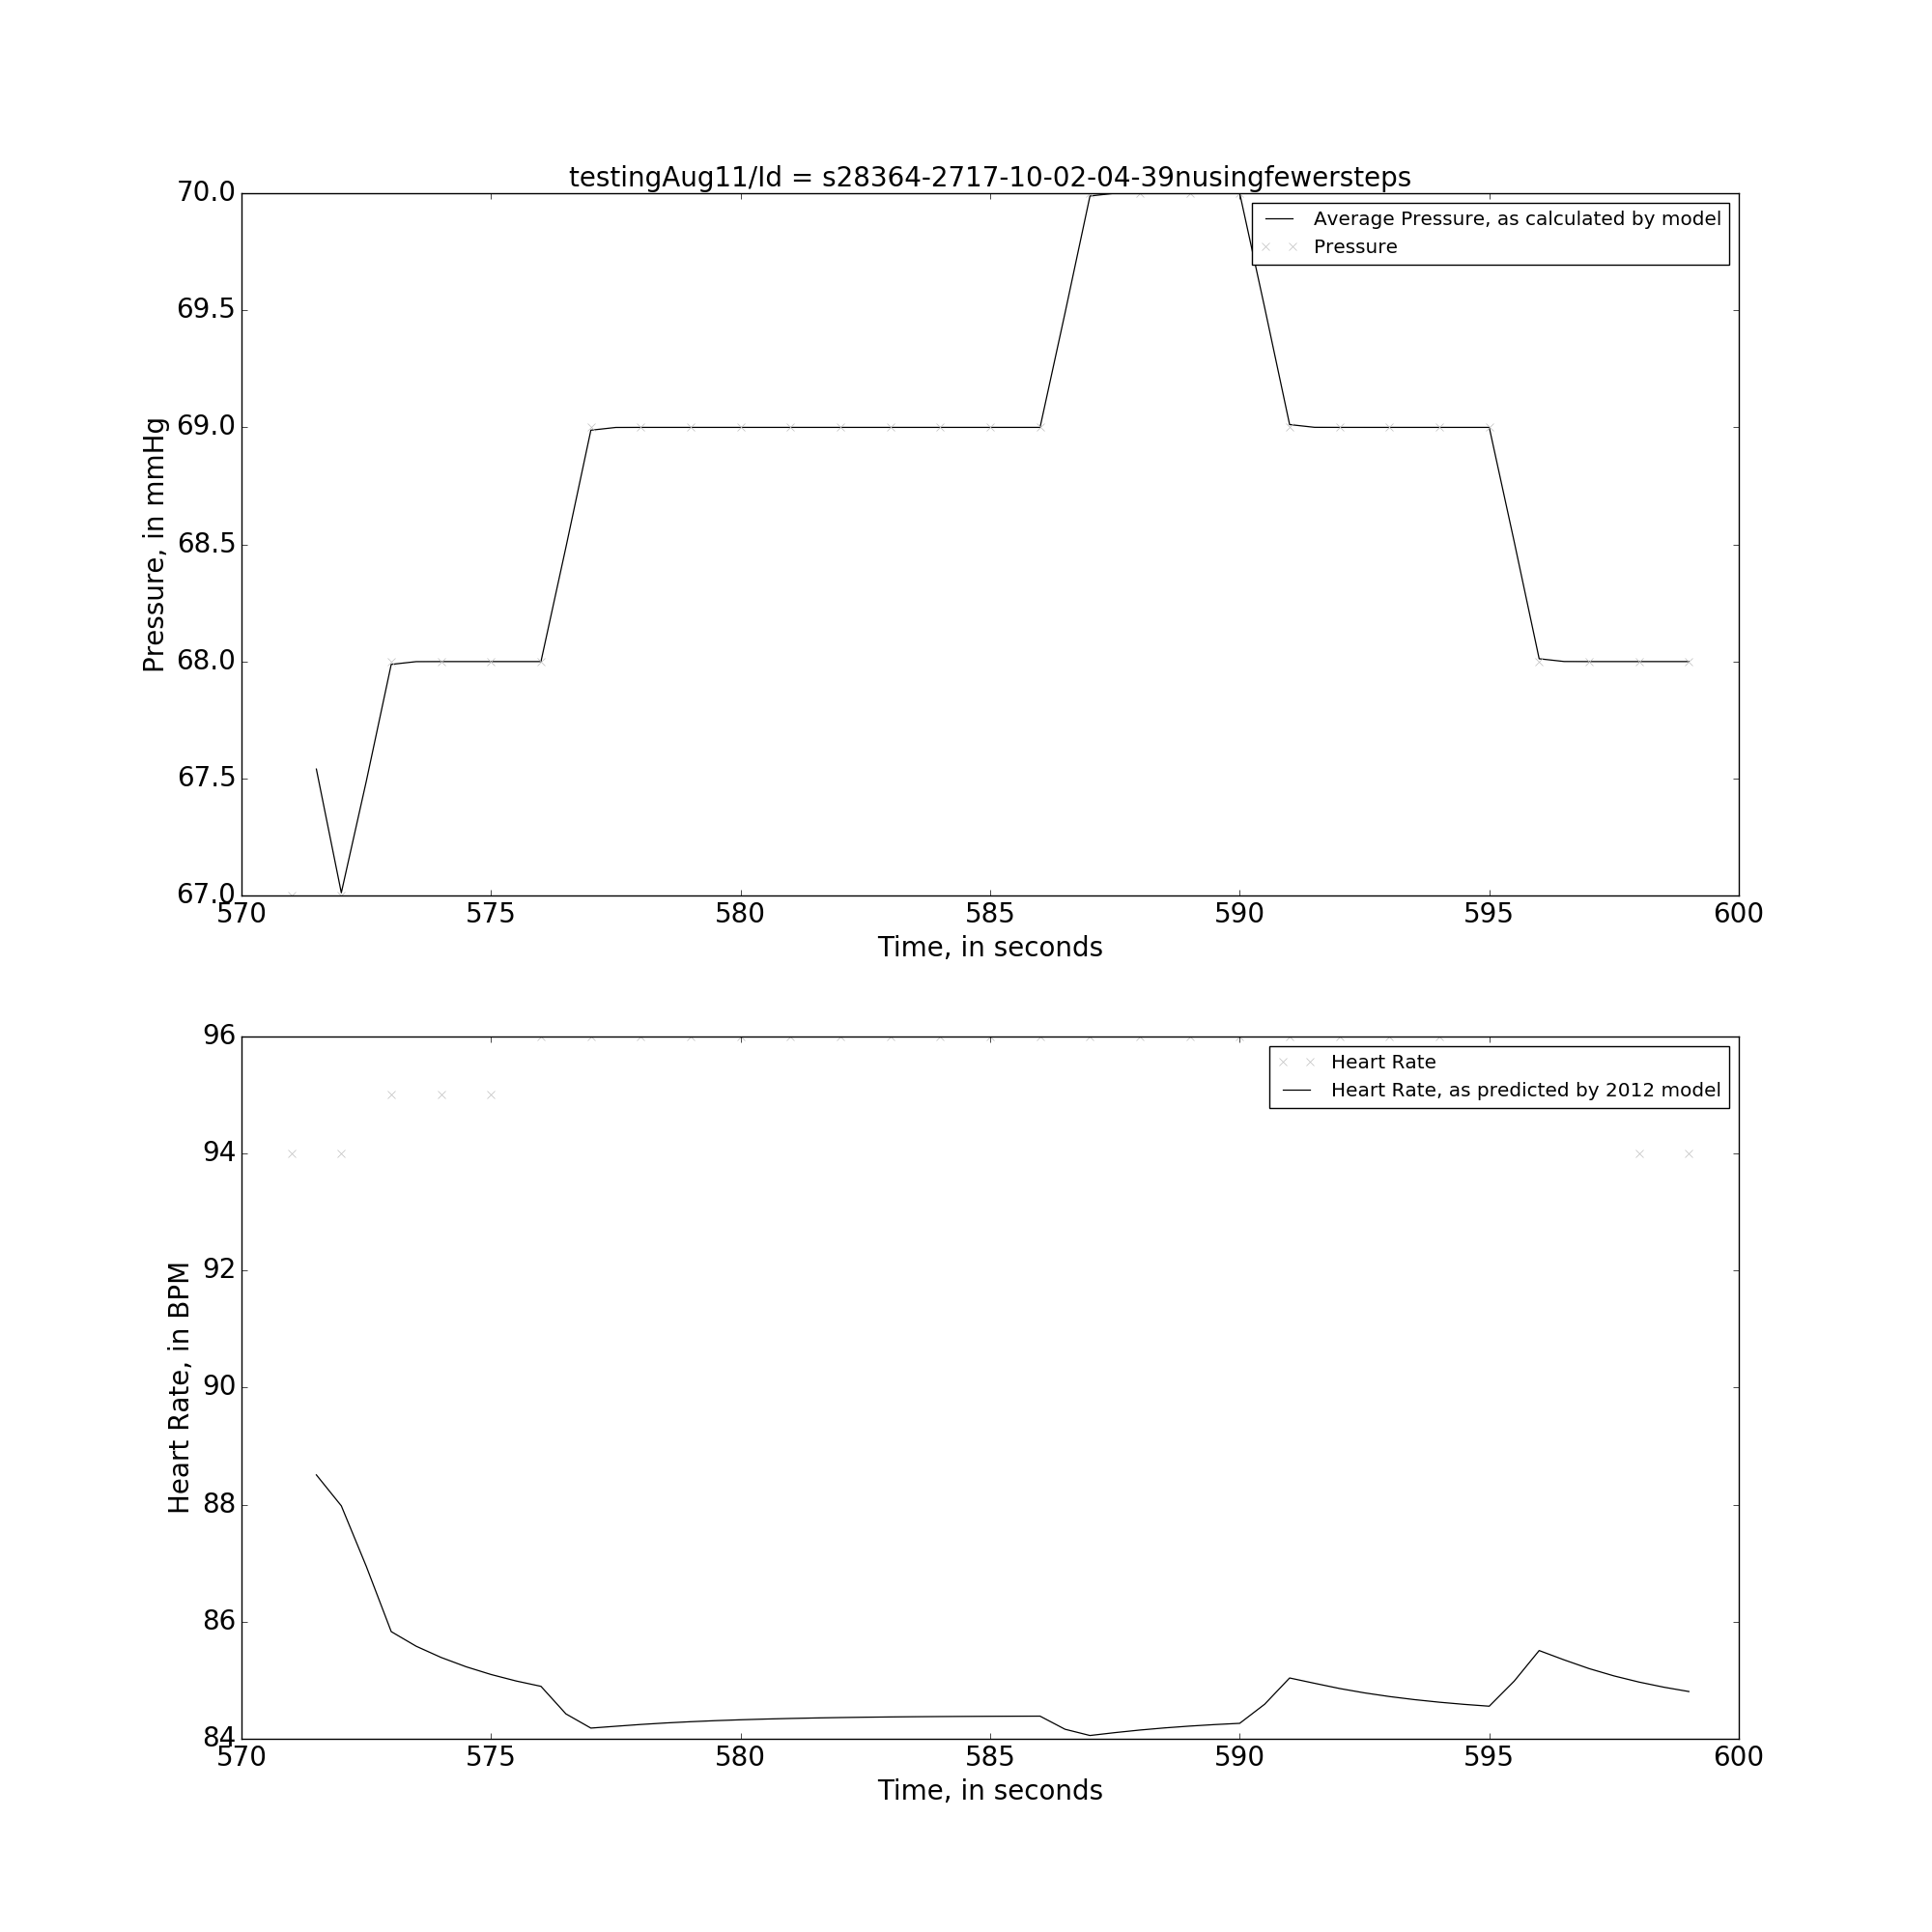 testingAug11/Id = s28364-2717-10-02-04-39nusingfewersteps
70.0
69.5
69.0
68.5
68.0
67.5
67.0
Pressure, in mmHg
Average Pressure, as calculated by model
Pressure
570 575 580 585 590 595 600
Time, in seconds
96
94
92
90
88
86
84
Heart Rate, in BPM
Heart Rate
Heart Rate, as predicted by 2012 model
570 575 580 585 590 595 600
Time, in seconds